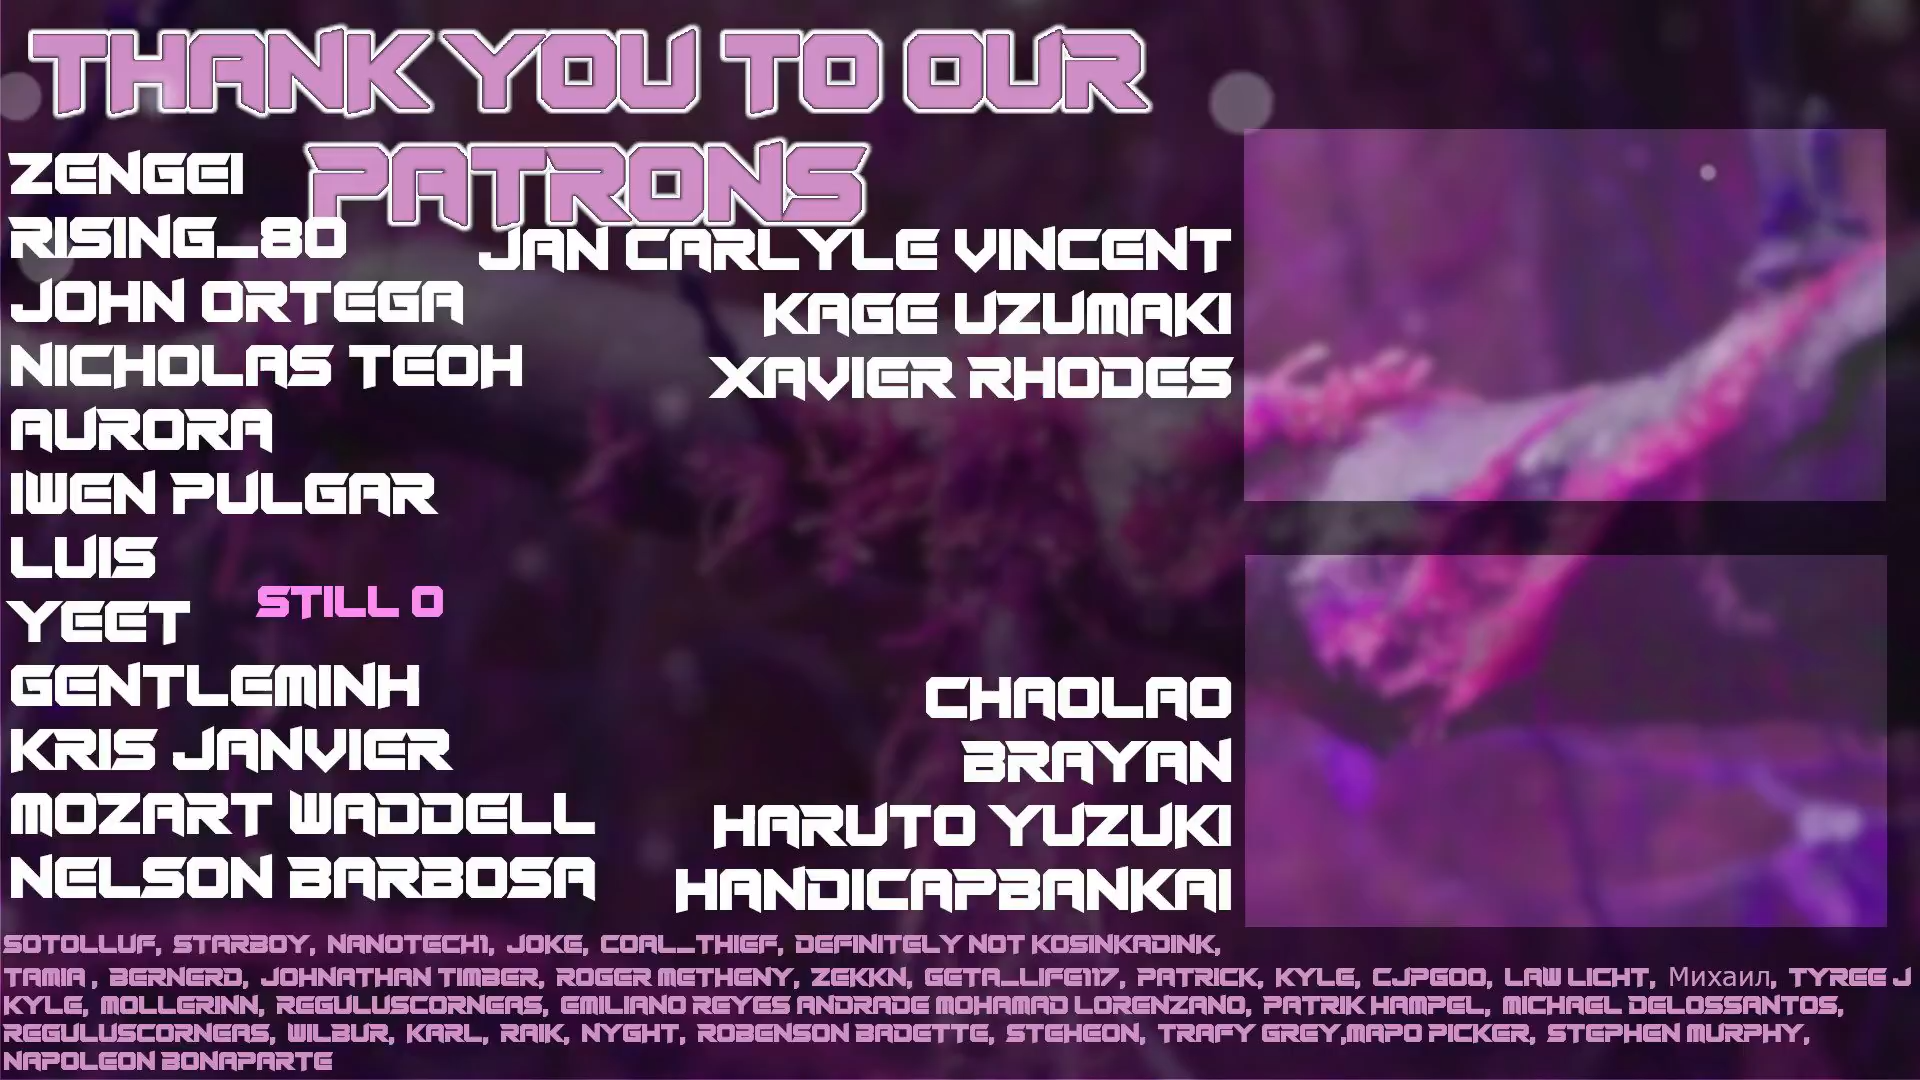 THANK YOU TO OUR
PATRONS
ZENGEI
RISING_80
JOHN ORTEGA
NICHOLAS TEOH
AURORA
IWEN PULGAR
LUIS
YEET
STILL O
GENTLEMINH
KRIS JANVIER
MOZART WADDELL
NELSON BARBOSA
JAN CARLYLE VINCENT
KAGE UZUMAKI
XAVIER RHODES
CHAOLAO
BRAYAN
HARUTO YUZUKI
HANDICAPBANKAI
SOTOLLUF, STARBOY, NANOTECH1, JOKE, COAL_THIEF, DEFINITELY NOT KOSINKADINK,
TAMIA , BERNERD, JOHNATHAN TIMBER, ROGER METHENY, ZEKKN, GETA_LIFE117, PATRICK, KYLE, CJPGOO, LAW LICHT, Михаил, TYREE J
KYLE, MOLLERINN, REGULUSCORNEAS, EMILIANO REYES ANDRADE MOHAMAD LORENZANO, PATRIK HAMPEL, MICHAEL DELOSSANTOS,
REGULUSCORNEAS, WILBUR, KARL, RAIK, NYGHT, ROBENSON BADETTE, STEHEON, TRAFY GREY,MAPO PICKER, STEPHEN MURPHY,
NAPOLEON BONAPARTE